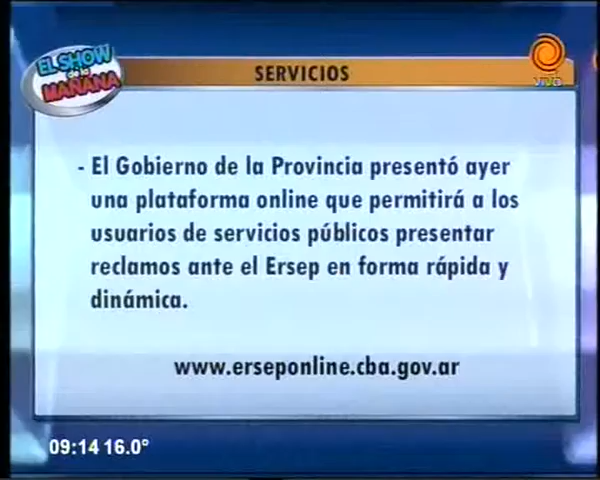 EL SHOW
de la
MAÑANA
SERVICIOS
VIVO
- El Gobierno de la Provincia presentó ayer
una plataforma online que permitirá a los
usuarios de servicios públicos presentar
reclamos ante el Ersep en forma rápida y
dinámica.
www.erseponline.cba.gov.ar
09:14 16.0°